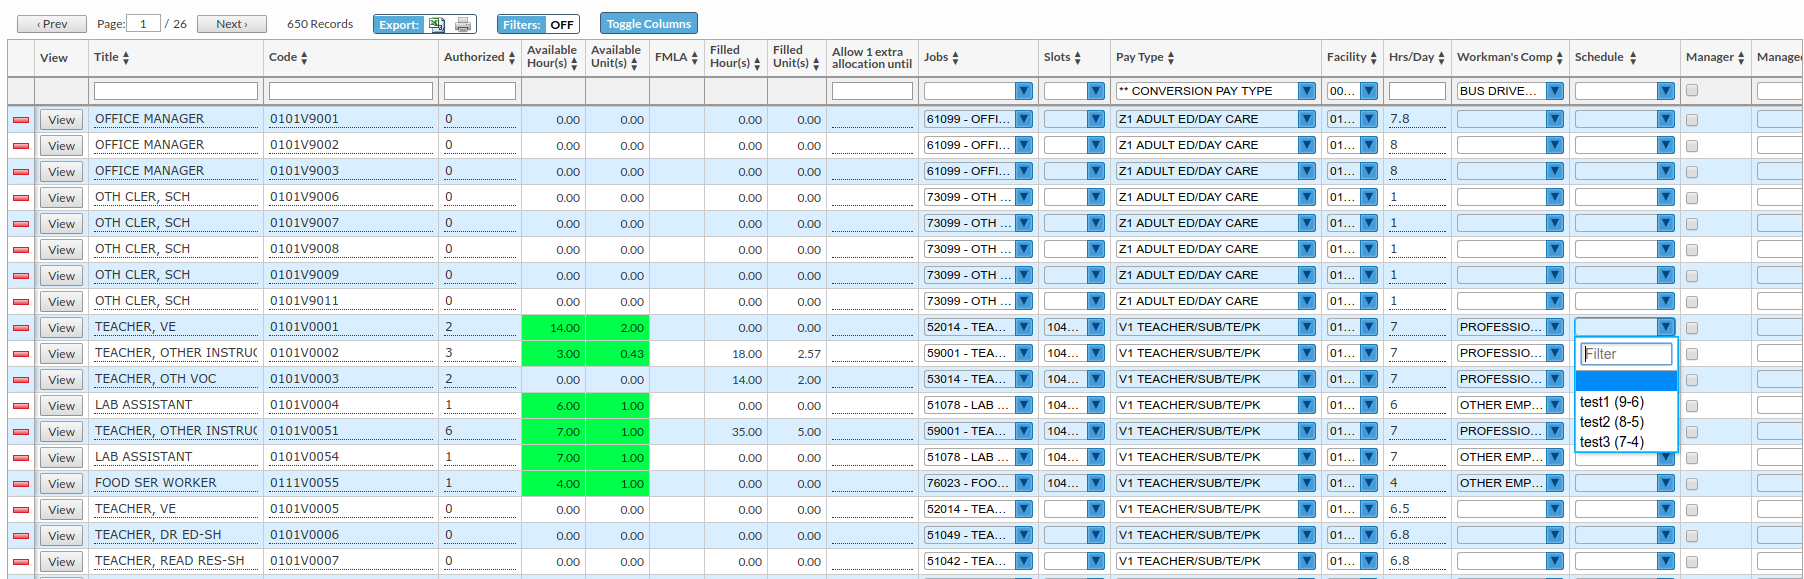 ‹ Prev Page: 1 / 26 Next › 650 Records Export: Filters: OFF Toggle Columns
View Title Code Authorized Available Hour(s) Available Unit(s) FMLA Filled Hour(s) Filled Unit(s) Allow 1 extra allocation until Jobs Slots Pay Type Facility Hrs/Day Workman's Comp Schedule Manager Manage
** CONVERSION PAY TYPE 00... BUS DRIVE...
View OFFICE MANAGER 0101V9001 0 0.00 0.00 0.00 0.00 61099 - OFFI... Z1 ADULT ED/DAY CARE 01... 7.8
View OFFICE MANAGER 0101V9002 0 0.00 0.00 0.00 0.00 61099 - OFFI... Z1 ADULT ED/DAY CARE 01... 8
View OFFICE MANAGER 0101V9003 0 0.00 0.00 0.00 0.00 61099 - OFFI... Z1 ADULT ED/DAY CARE 01... 8
View OTH CLER, SCH 0101V9006 0 0.00 0.00 0.00 0.00 73099 - OTH ... Z1 ADULT ED/DAY CARE 01... 1
View OTH CLER, SCH 0101V9007 0 0.00 0.00 0.00 0.00 73099 - OTH ... Z1 ADULT ED/DAY CARE 01... 1
View OTH CLER, SCH 0101V9008 0 0.00 0.00 0.00 0.00 73099 - OTH ... Z1 ADULT ED/DAY CARE 01... 1
View OTH CLER, SCH 0101V9009 0 0.00 0.00 0.00 0.00 73099 - OTH ... Z1 ADULT ED/DAY CARE 01... 1
View OTH CLER, SCH 0101V9011 0 0.00 0.00 0.00 0.00 73099 - OTH ... Z1 ADULT ED/DAY CARE 01... 1
View TEACHER, VE 0101V0001 2 14.00 2.00 0.00 0.00 52014 - TEA... 104... V1 TEACHER/SUB/TE/PK 01... 7 PROFESSIO...
View TEACHER, OTHER INSTRUC 0101V0002 3 3.00 0.43 18.00 2.57 59001 - TEA... 104... V1 TEACHER/SUB/TE/PK 01... 7 PROFESSIO... Filter
View TEACHER, OTH VOC 0101V0003 2 0.00 0.00 14.00 2.00 53014 - TEA... 104... V1 TEACHER/SUB/TE/PK 01... 7 PROFESSIO...
View LAB ASSISTANT 0101V0004 1 6.00 1.00 0.00 0.00 51078 - LAB ... 104... V1 TEACHER/SUB/TE/PK 01... 6 OTHER EMP... test1 (9-6)
test2 (8-5)
View TEACHER, OTHER INSTRUC 0101V0051 6 7.00 1.00 35.00 5.00 59001 - TEA... 104... V1 TEACHER/SUB/TE/PK 01... 7 PROFESSIO...
test3 (7-4)
View LAB ASSISTANT 0101V0054 1 7.00 1.00 0.00 0.00 51078 - LAB ... 104... V1 TEACHER/SUB/TE/PK 01... 7 OTHER EMP...
View FOOD SER WORKER 0111V0055 1 4.00 1.00 0.00 0.00 76023 - FOO... 104... V1 TEACHER/SUB/TE/PK 01... 4 OTHER EMP...
View TEACHER, VE 0101V0005 0 0.00 0.00 0.00 0.00 52014 - TEA... V1 TEACHER/SUB/TE/PK 01... 6.5
View TEACHER, DR ED-SH 0101V0006 0 0.00 0.00 0.00 0.00 51049 - TEA... V1 TEACHER/SUB/TE/PK 01... 6.8
View TEACHER, READ RES-SH 0101V0007 0 0.00 0.00 0.00 0.00 51042 - TEA... V1 TEACHER/SUB/TE/PK 01... 6.8